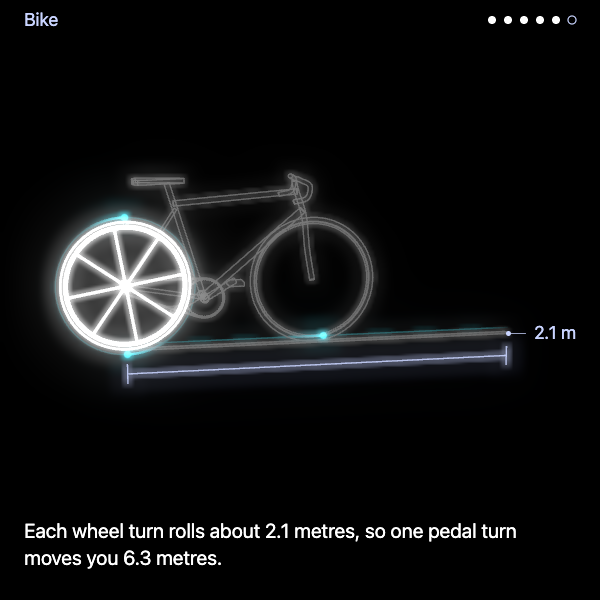 Bike
2.1 m
Each wheel turn rolls about 2.1 metres, so one pedal turn
moves you 6.3 metres.